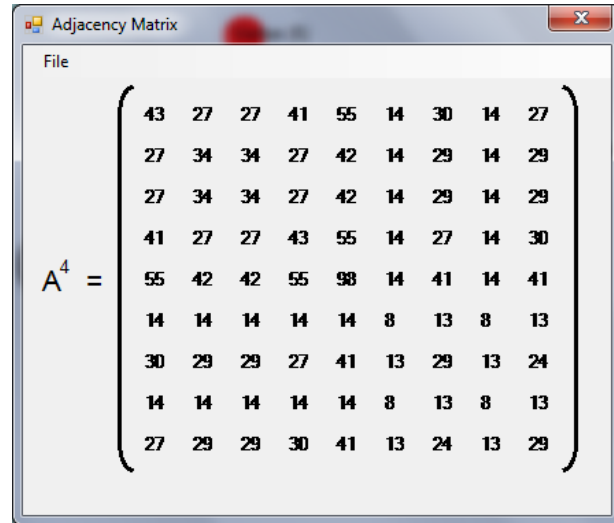 Adjacency Matrix
File
43 27 27 41 55 14 30 14 27
27 34 34 27 42 14 29 14 29
27 34 34 27 42 14 29 14 29
41 27 27 43 55 14 27 14 30
A⁴ = 55 42 42 55 98 14 41 14 41
14 14 14 14 14 8 13 8 13
30 29 29 27 41 13 29 13 24
14 14 14 14 14 8 13 8 13
27 29 29 30 41 13 24 13 29